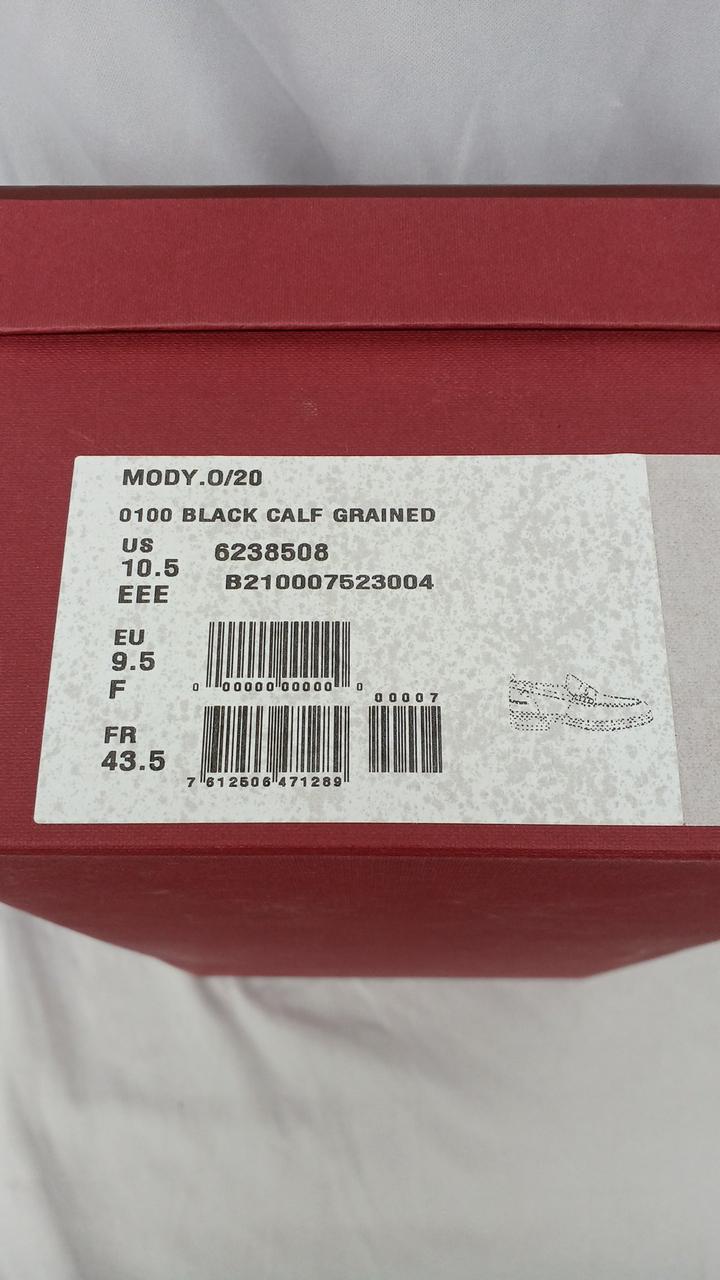 MODY.O/20
0100 BLACK CALF GRAINED
US
10.5
EEE
6238508
B210007523004
EU
9.5
F
FR
43.5
0 00000 00000 0
00007
7 612506 471289